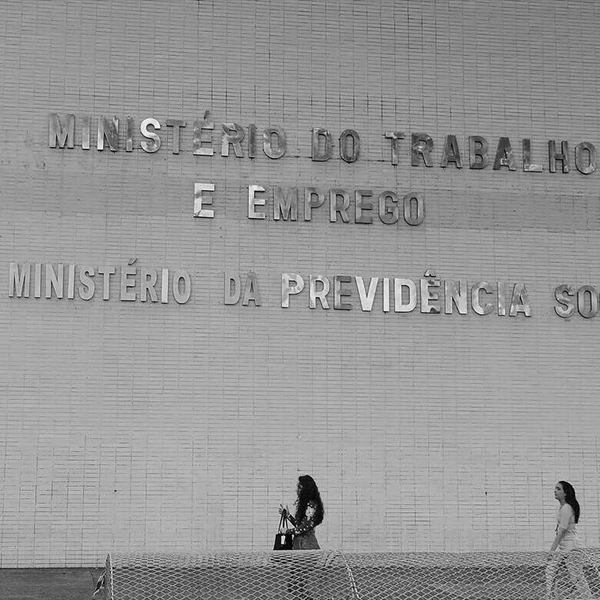 MINISTÉRIO DO TRABALHO
E EMPREGO
MINISTÉRIO DA PREVIDÊNCIA SO